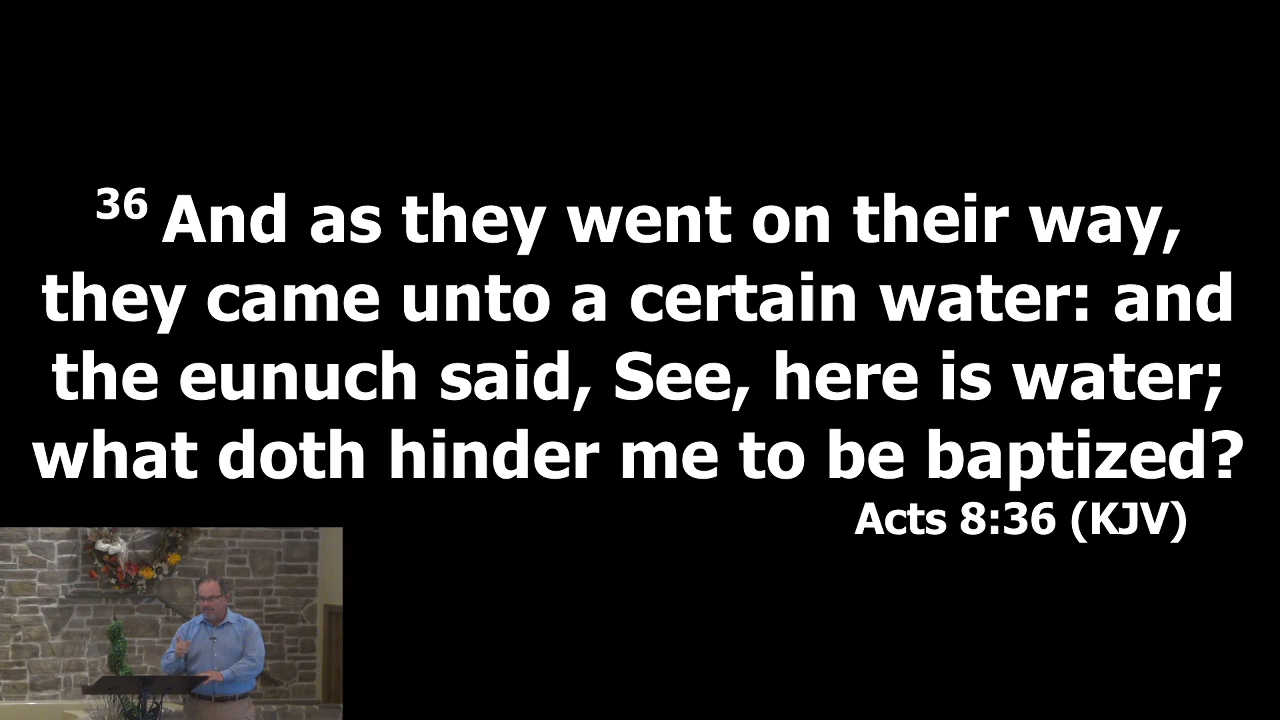 36 And as they went on their way,
they came unto a certain water: and
the eunuch said, See, here is water;
what doth hinder me to be baptized?
Acts 8:36 (KJV)